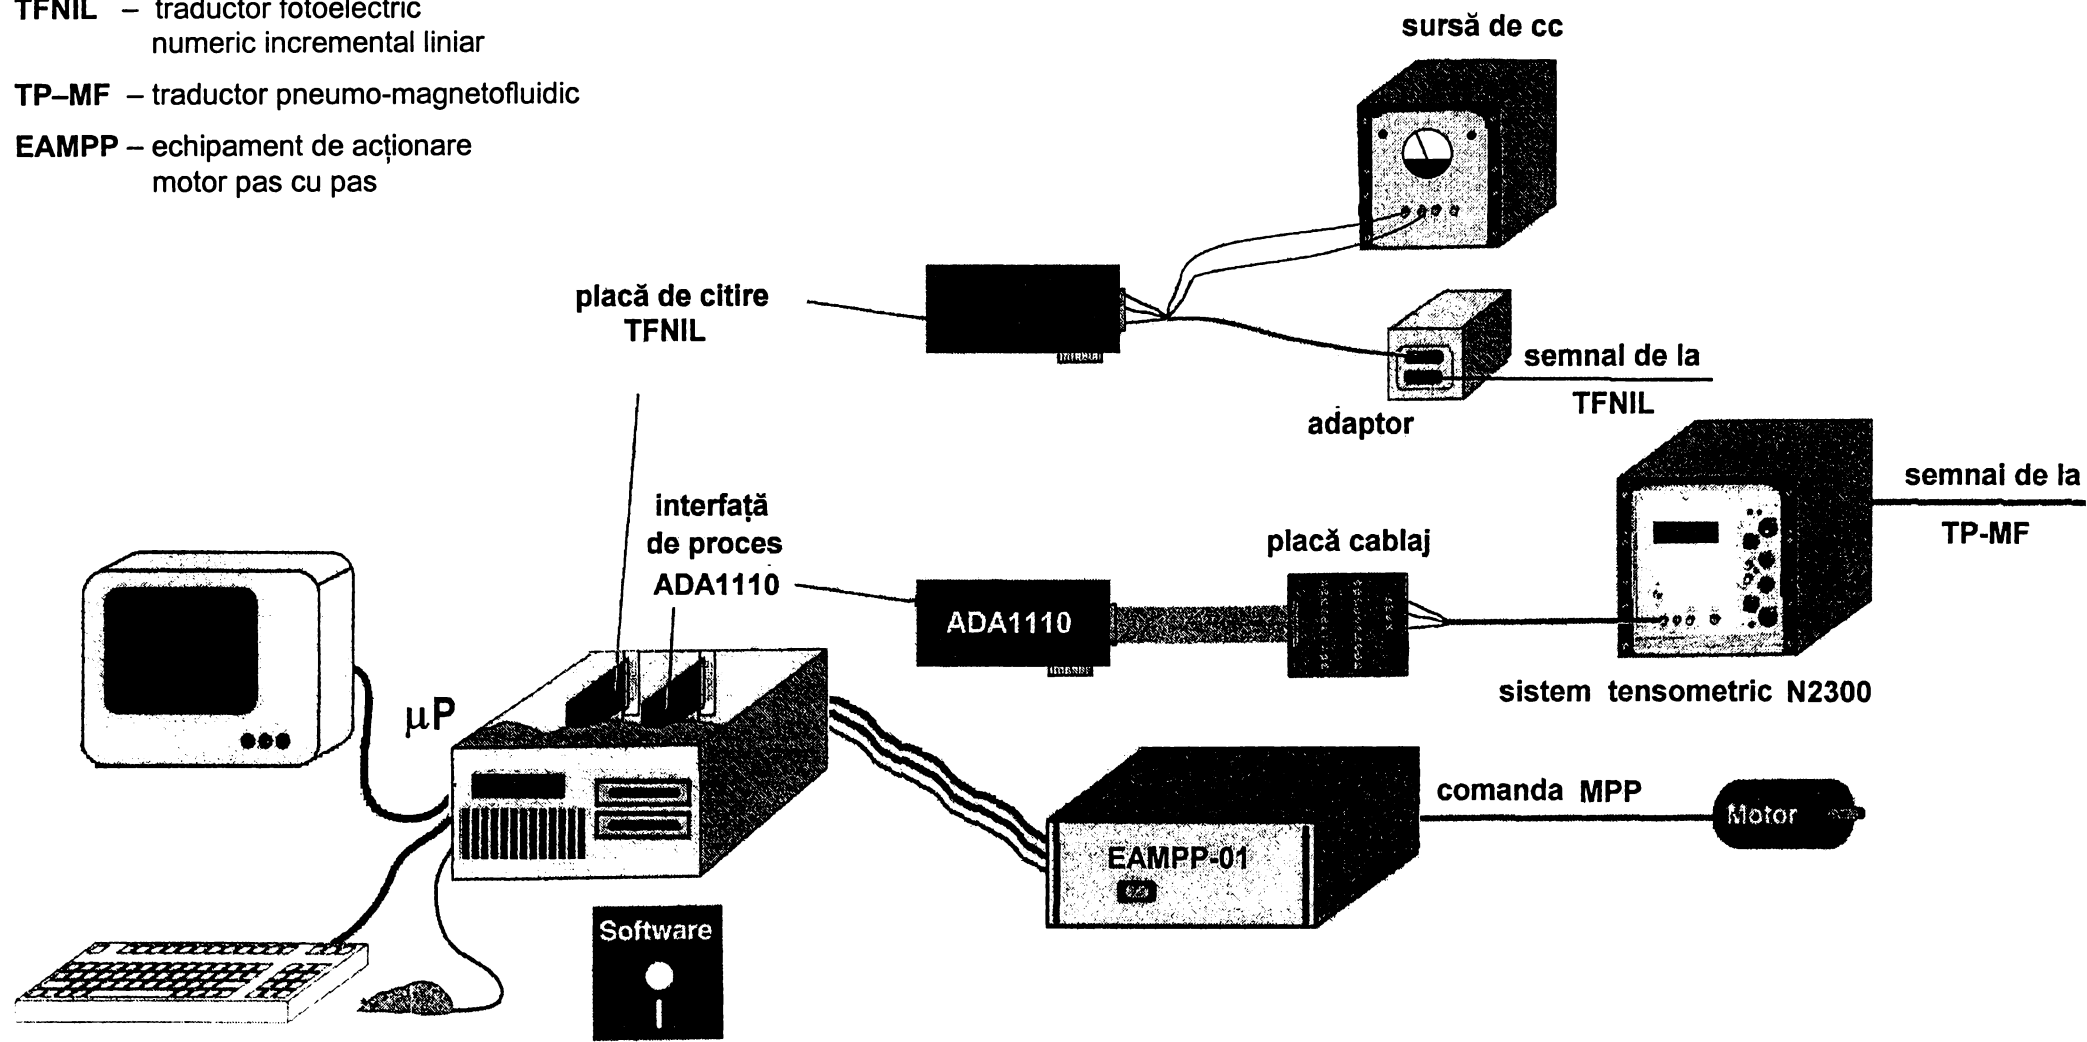 TFNIL – traductor fotoelectric
numeric incremental liniar
TP–MF – traductor pneumo-magnetofluidic
EAMPP – echipament de acționare
motor pas cu pas
sursă de cc
placă de citire
TFNIL
semnal de la
TFNIL
adaptor
interfață
de proces
ADA1110
placă cablaj
semnai de la
TP-MF
ADA1110
sistem tensometric N2300
µP
comanda MPP
Motor
EAMPP-01
Software